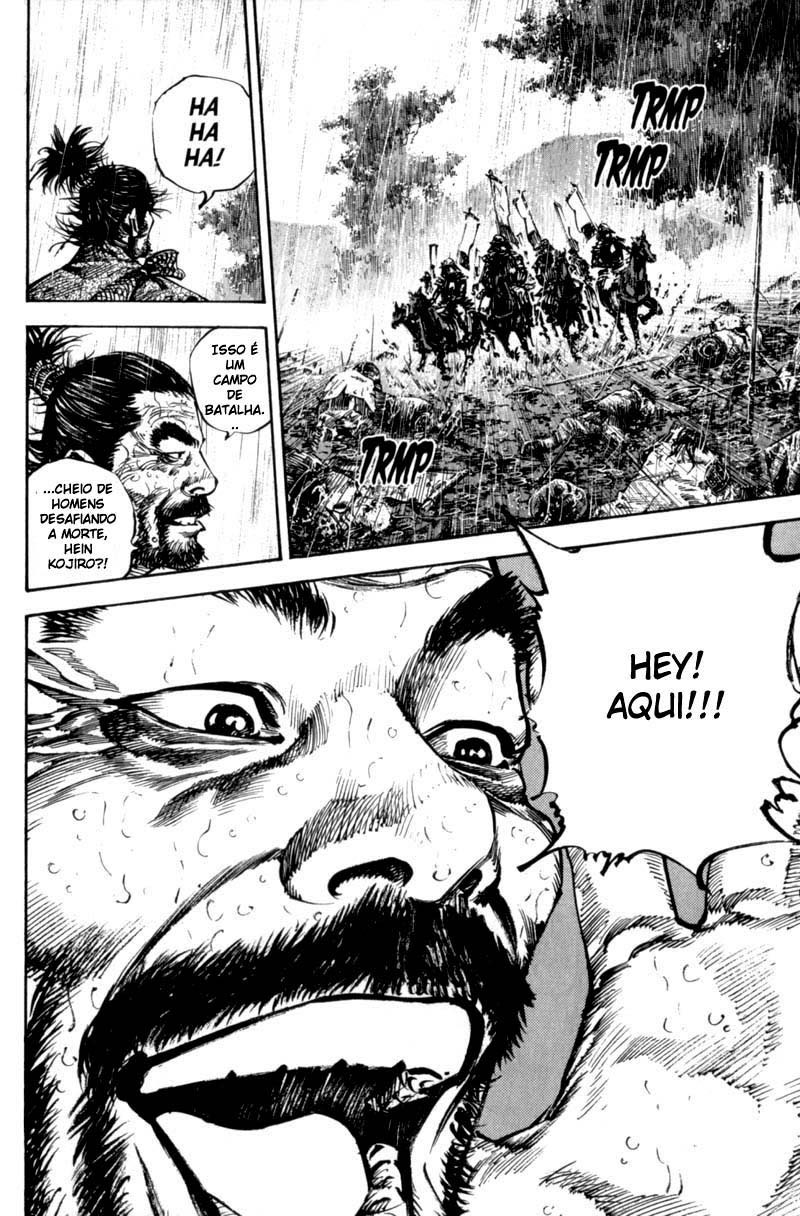 TRMP
TRMP
TRMP
HA
HA
HA!
ISSO É
UM
CAMPO
DE
BATALHA.
..
...CHEIO DE
HOMENS
DESAFIANDO
A MORTE,
HEIN
KOJIRO?!
HEY!
AQUI!!!